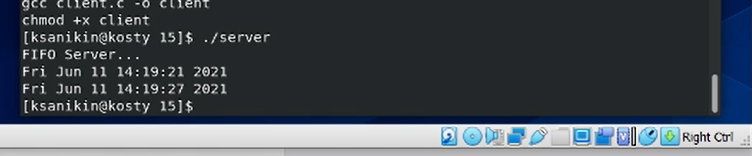 gcc client.c -o client
chmod +x client
[ksanikin@kosty 15]$ ./server
FIFO Server...
Fri Jun 11 14:19:21 2021
Fri Jun 11 14:19:27 2021
[ksanikin@kosty 15]$
Right Ctrl